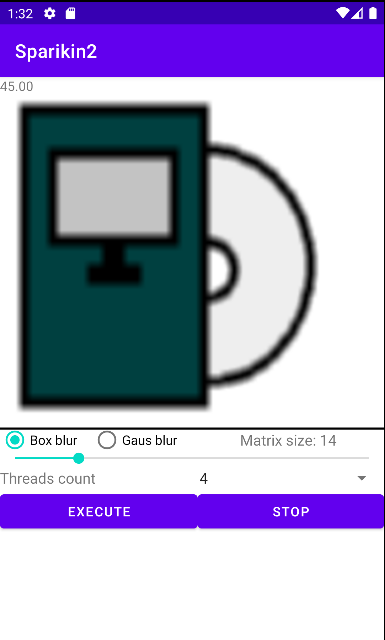 1:32
Sparikin2
45.00
Box blur Gaus blur Matrix size: 14
Threads count 4
EXECUTE STOP